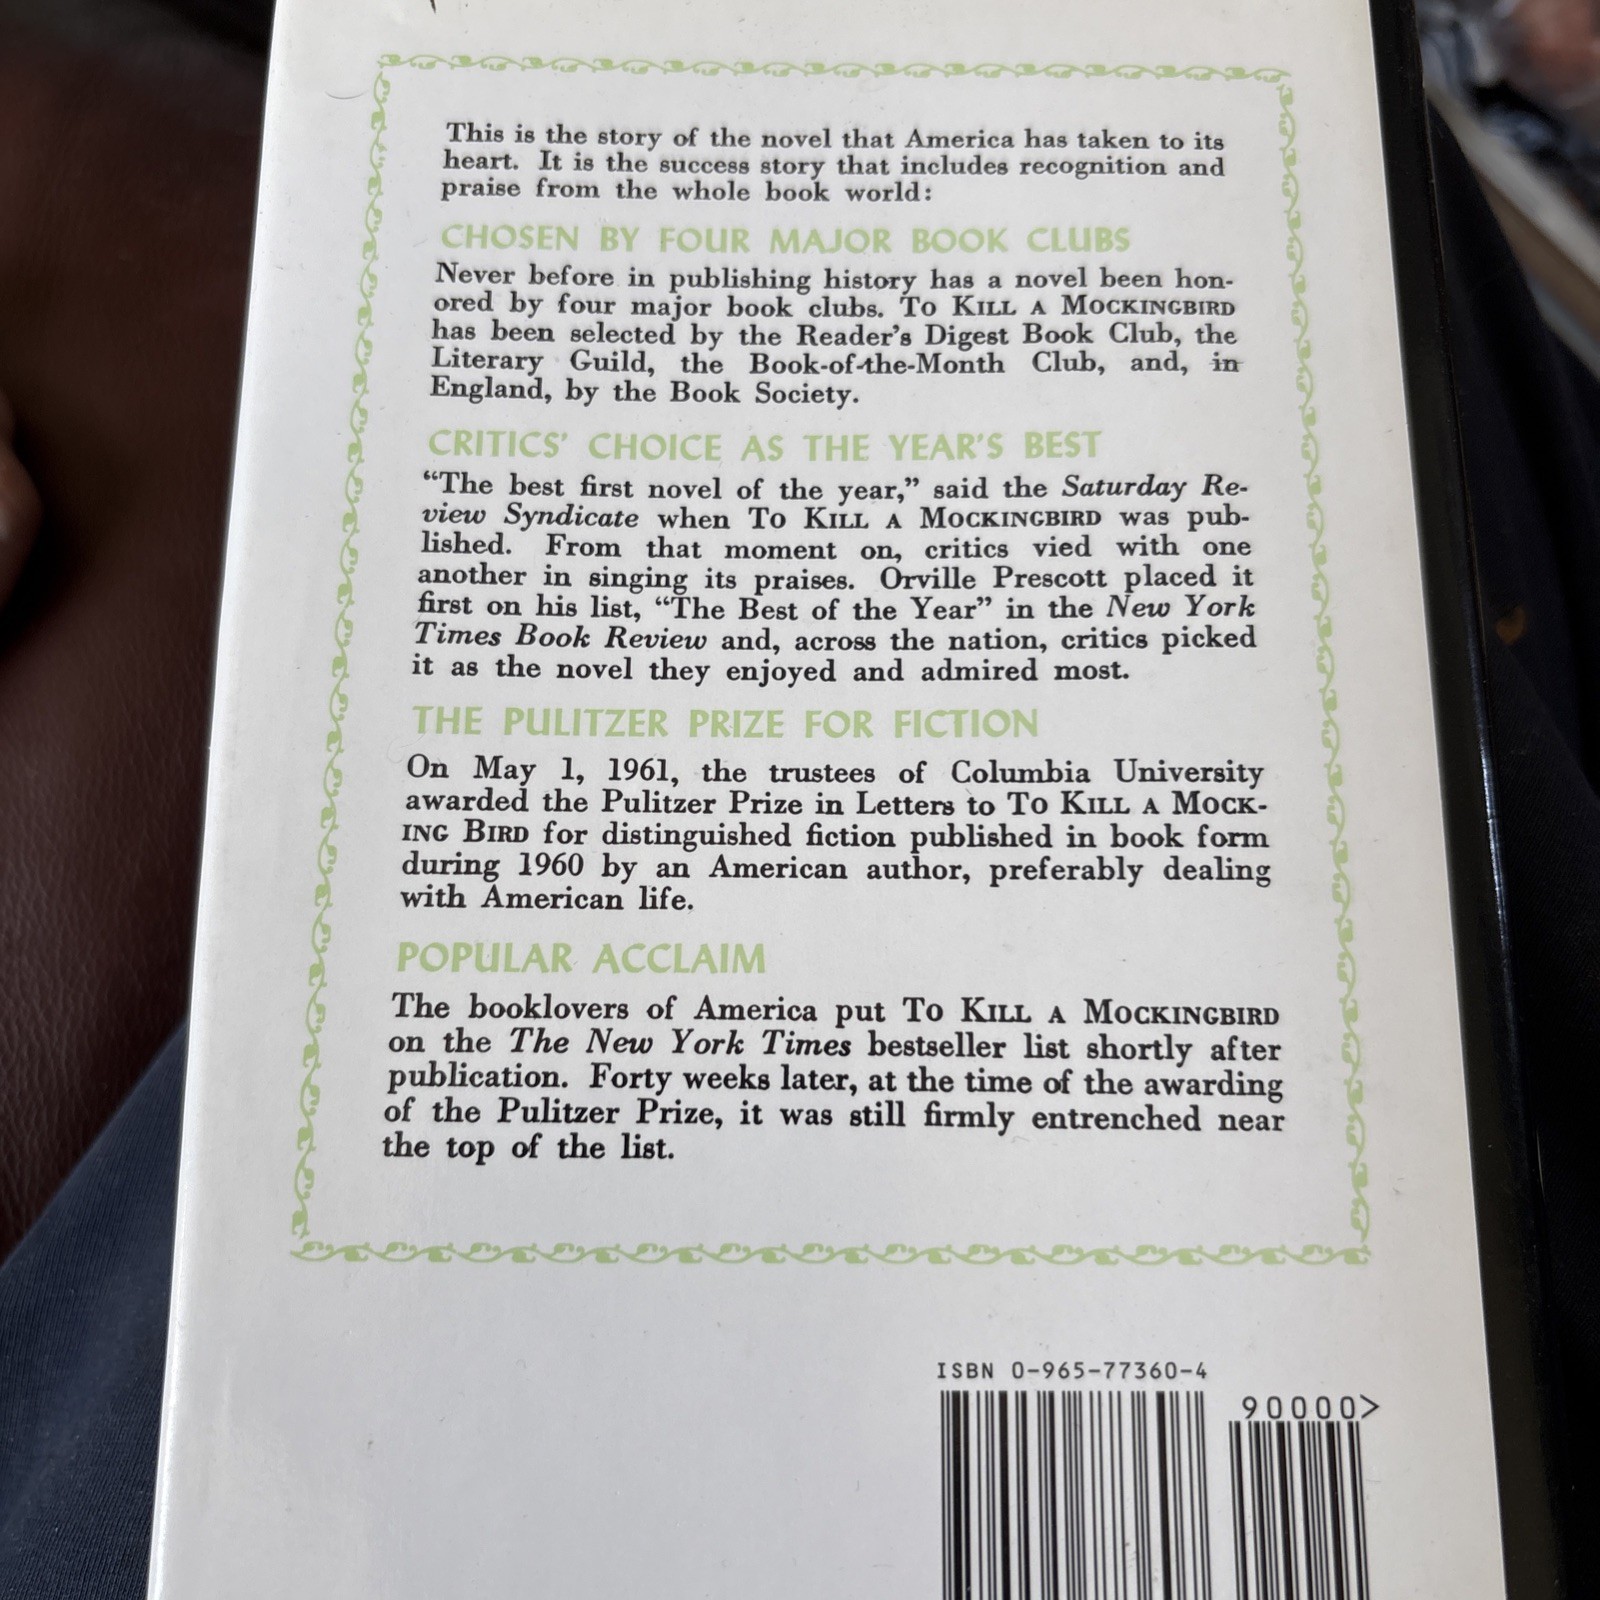 This is the story of the novel that America has taken to its
heart. It is the success story that includes recognition and
praise from the whole book world:
CHOSEN BY FOUR MAJOR BOOK CLUBS
Never before in publishing history has a novel been hon-
ored by four major book clubs. TO KILL A MOCKINGBIRD
has been selected by the Reader's Digest Book Club, the
Literary Guild, the Book-of-the-Month Club, and, in
England, by the Book Society.
CRITICS' CHOICE AS THE YEAR'S BEST
“The best first novel of the year,” said the Saturday Re-
view Syndicate when TO KILL A MOCKINGBIRD was pub-
lished. From that moment on, critics vied with one
another in singing its praises. Orville Prescott placed it
first on his list, “The Best of the Year” in the New York
Times Book Review and, across the nation, critics picked
it as the novel they enjoyed and admired most.
THE PULITZER PRIZE FOR FICTION
On May 1, 1961, the trustees of Columbia University
awarded the Pulitzer Prize in Letters to TO KILL A MOCK-
ING BIRD for distinguished fiction published in book form
during 1960 by an American author, preferably dealing
with American life.
POPULAR ACCLAIM
The booklovers of America put TO KILL A MOCKINGBIRD
on the The New York Times bestseller list shortly after
publication. Forty weeks later, at the time of the awarding
of the Pulitzer Prize, it was still firmly entrenched near
the top of the list.
ISBN 0-965-77360-4
90000>